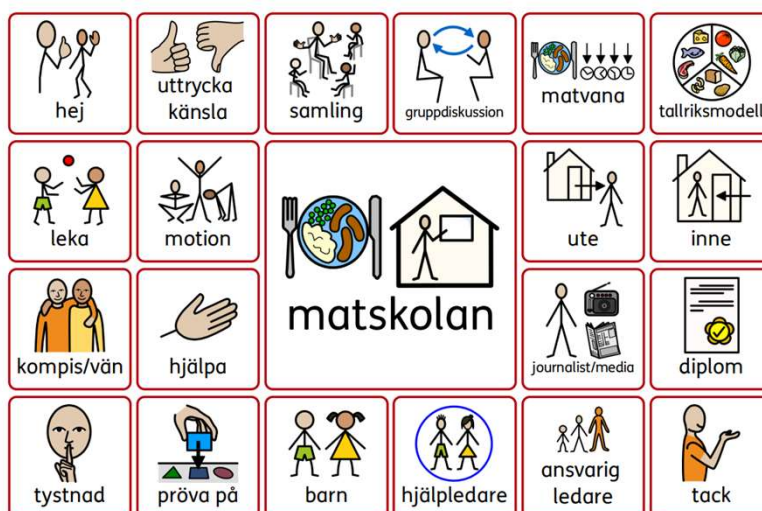 hej
uttrycka
känsla
samling
gruppdiskussion
matvana
tallriksmodell
leka
motion
matskolan
ute
inne
kompis/vän
hjälpa
journalist/media
diplom
tystnad
pröva på
barn
hjälpledare
ansvarig
ledare
tack